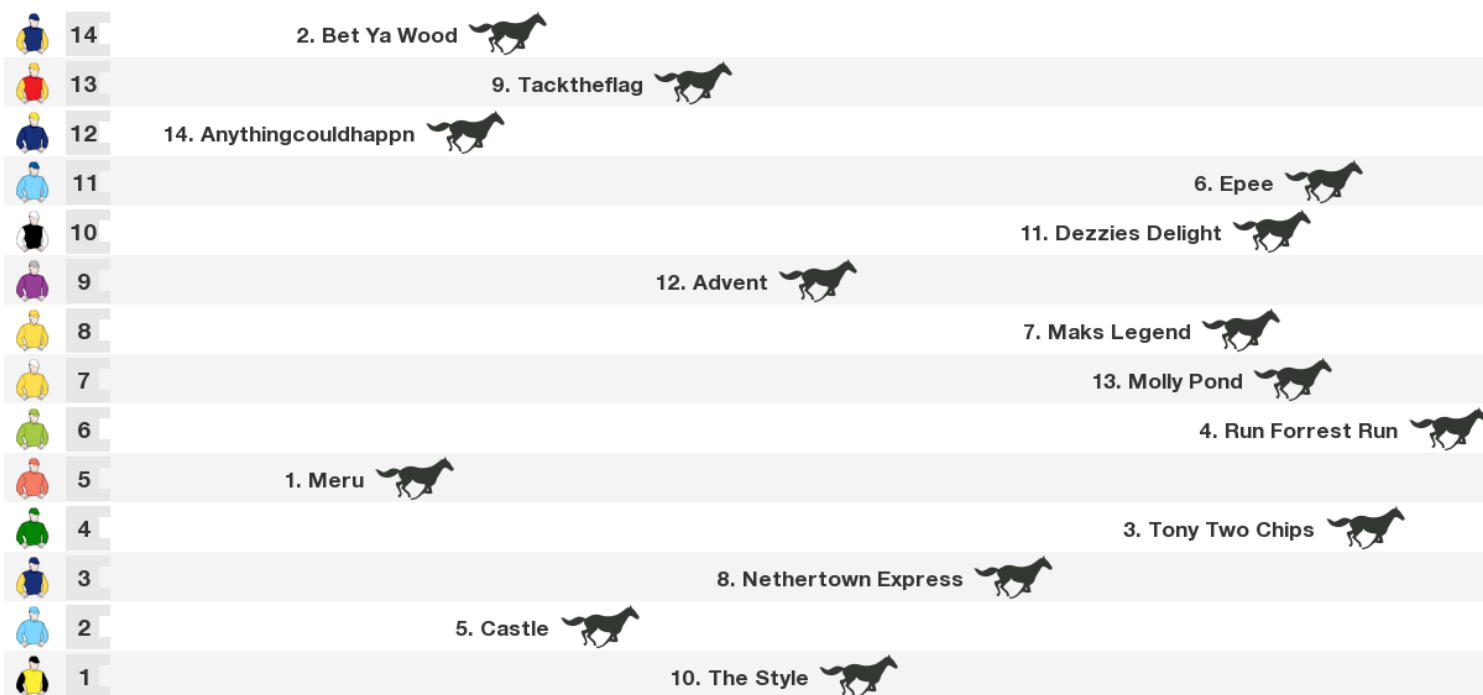 14 2. Bet Ya Wood
13 9. Tacktheflag
12 14. Anythingcouldhappn
11 6. Epee
10 11. Dezzies Delight
9 12. Advent
8 7. Maks Legend
7 13. Molly Pond
6 4. Run Forrest Run
5 1. Meru
4 3. Tony Two Chips
3 8. Nethertown Express
2 5. Castle
1 10. The Style